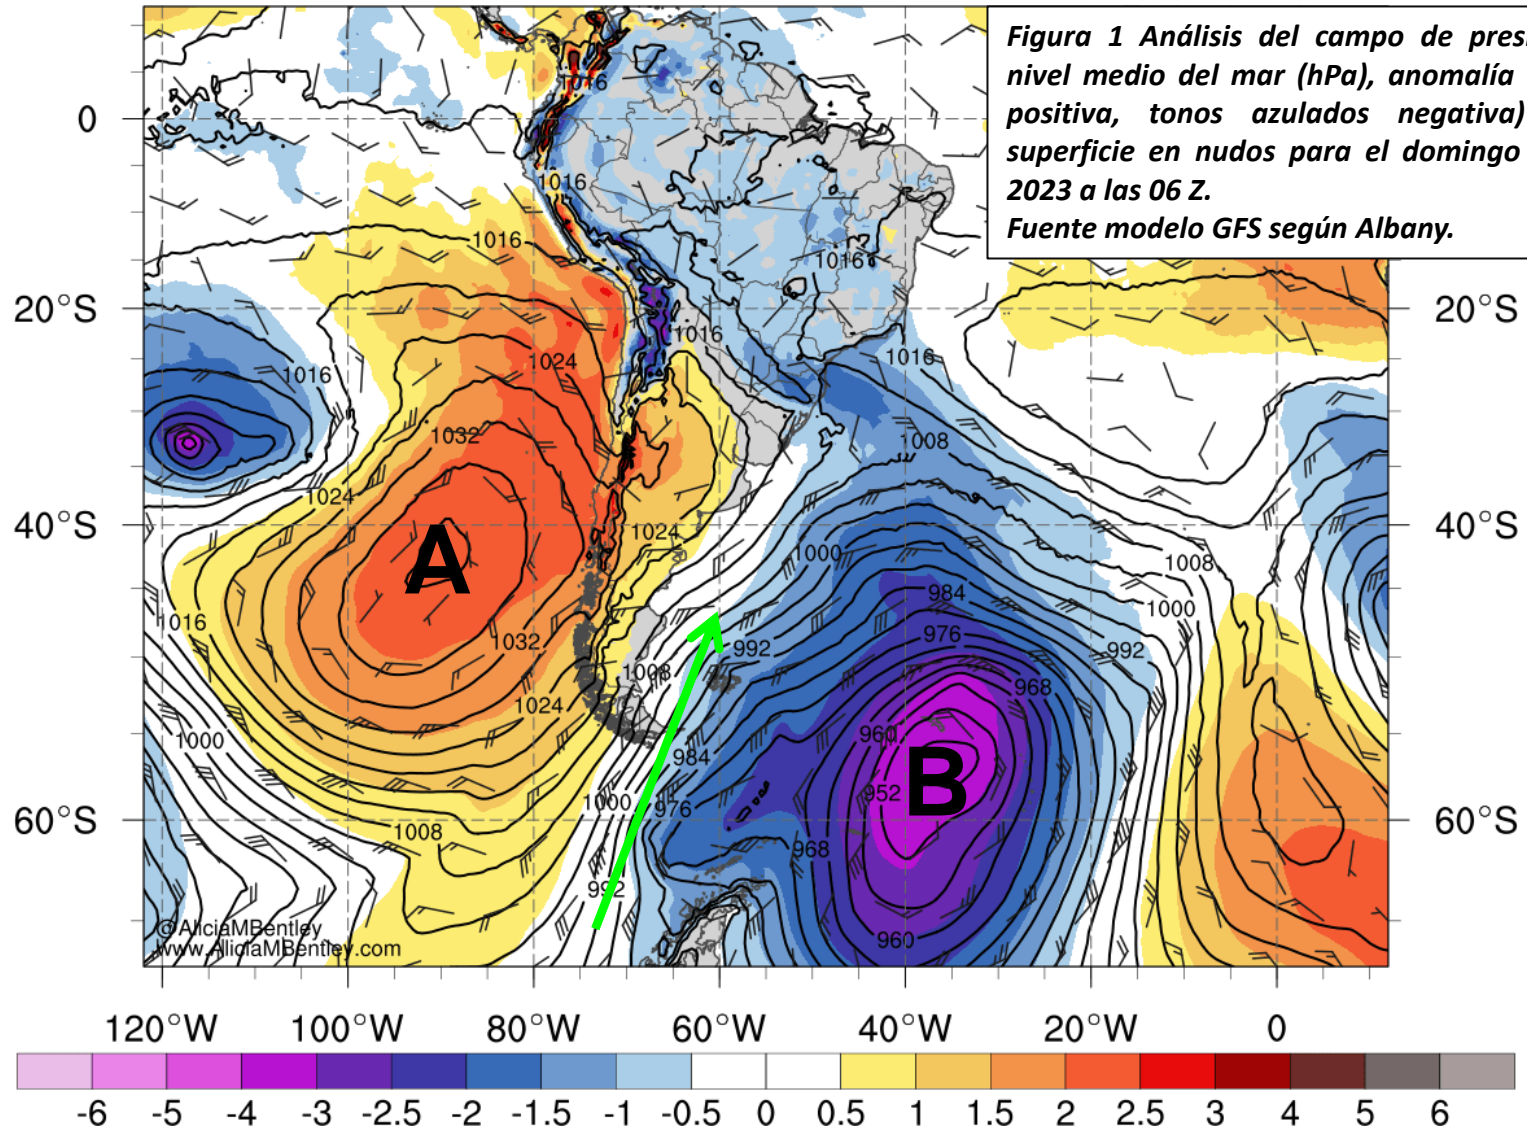 Figura 1 Análisis del campo de pres
nivel medio del mar (hPa), anomalía
positiva, tonos azulados negativa)
superficie en nudos para el domingo
2023 a las 06 Z.
Fuente modelo GFS según Albany.
0
20°S
40°S
60°S
20°S
40°S
60°S
1016
1016
1016
1016
1016
1016
1016
1024
1032
1008
1024
A
1024
1000
1008
984
1000
976
1016
1032
992
992
1008
968
1024
1000
960
984
B
1000
976
952
1008
968
992
960
©AliciaMBentley
www.AliciaMBentley.com
120°W 100°W 80°W 60°W 40°W 20°W 0
-6 -5 -4 -3 -2.5 -2 -1.5 -1 -0.5 0 0.5 1 1.5 2 2.5 3 4 5 6